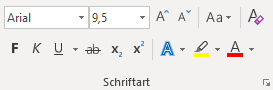 Arial 9,5 A A Aa A
F K U ab x₂ x² A A
Schriftart